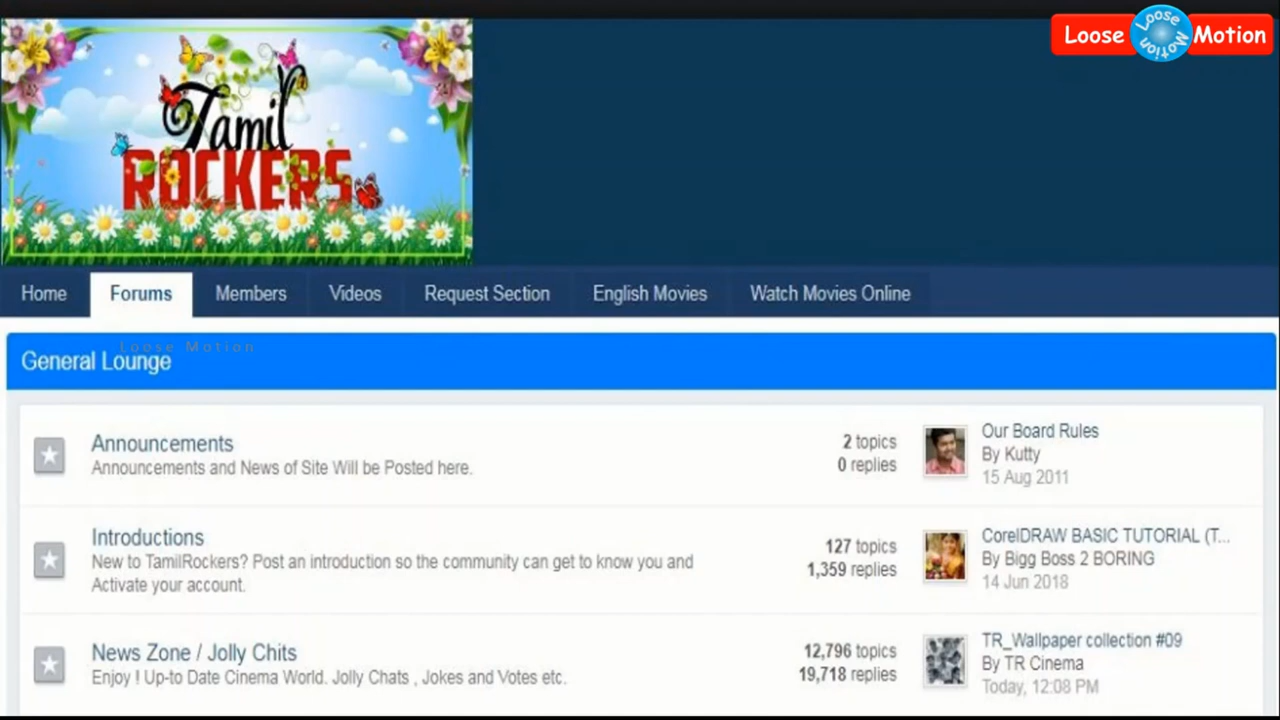 Loose Loose Motion Motion
Tamil
ROCKERS
Home Forums Members Videos Request Section English Movies Watch Movies Online
Loose Motion
General Lounge
Announcements
Announcements and News of Site Will be Posted here.
2 topics
0 replies
Our Board Rules
By Kutty
15 Aug 2011
Introductions
New to TamilRockers? Post an introduction so the community can get to know you and
Activate your account.
127 topics
1,359 replies
CorelDRAW BASIC TUTORIAL (T...
By Bigg Boss 2 BORING
14 Jun 2018
News Zone / Jolly Chits
Enjoy ! Up-to Date Cinema World. Jolly Chats , Jokes and Votes etc.
12,796 topics
19,718 replies
TR_Wallpaper collection #09
By TR Cinema
Today, 12:08 PM